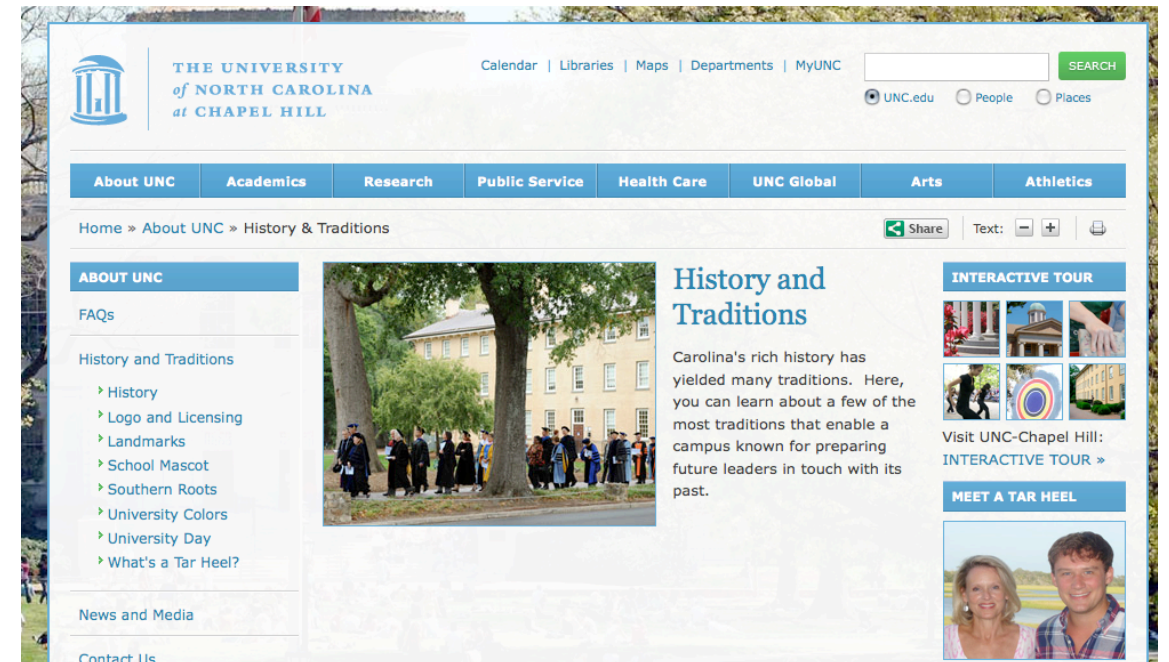 THE UNIVERSITY
of NORTH CAROLINA
at CHAPEL HILL
Calendar | Libraries | Maps | Departments | MyUNC
SEARCH
UNC.edu People Places
About UNC Academics Research Public Service Health Care UNC Global Arts Athletics
Home » About UNC » History & Traditions
Share Text: − +
ABOUT UNC
FAQs
History and Traditions
History
Logo and Licensing
Landmarks
School Mascot
Southern Roots
University Colors
University Day
What's a Tar Heel?
News and Media
Contact Us
History and
Traditions
Carolina's rich history has
yielded many traditions. Here,
you can learn about a few of the
most traditions that enable a
campus known for preparing
future leaders in touch with its
past.
INTERACTIVE TOUR
Visit UNC-Chapel Hill:
INTERACTIVE TOUR »
MEET A TAR HEEL